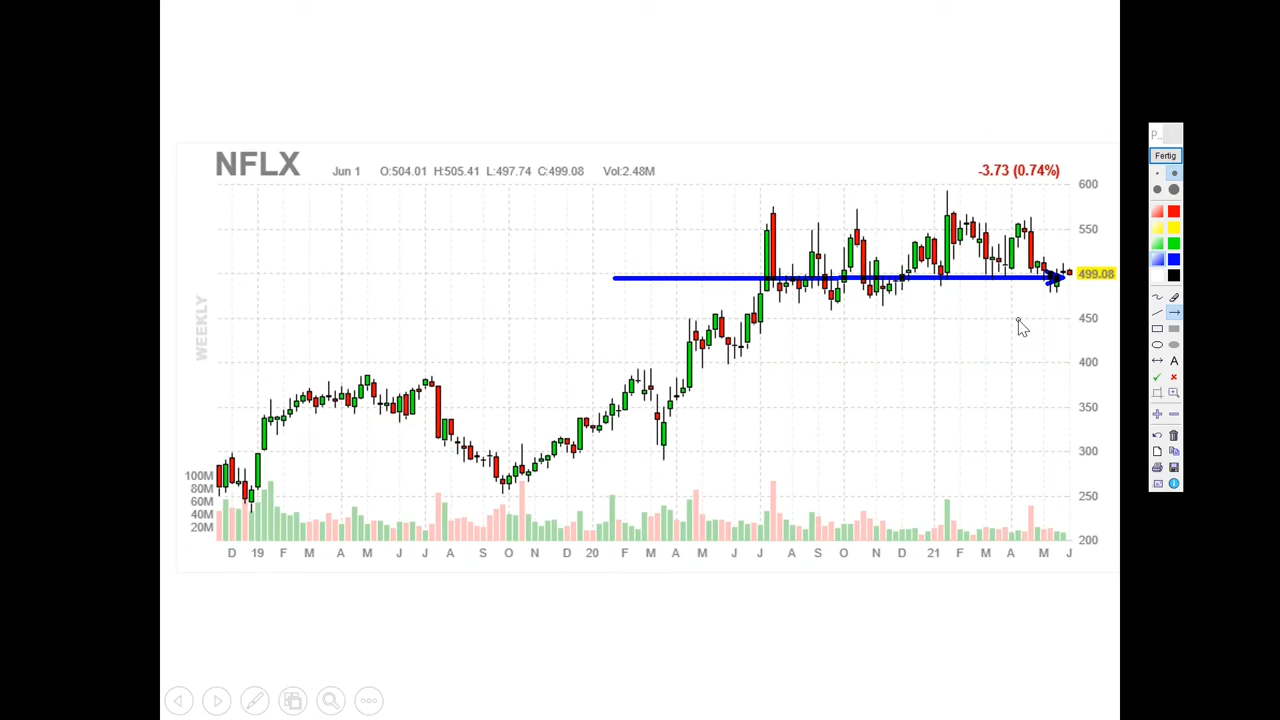 NFLX Jun 1 O:504.01 H:505.41 L:497.74 C:499.08 Vol:2.48M -3.73 (0.74%)
P...
Fertig
600
550
499.08
450
400
350
300
250
200
WEEKLY
100M
80M
60M
40M
20M
D 19 F M A M J J A S O N D 20 F M A M J J A S O N D 21 F M A M J
A